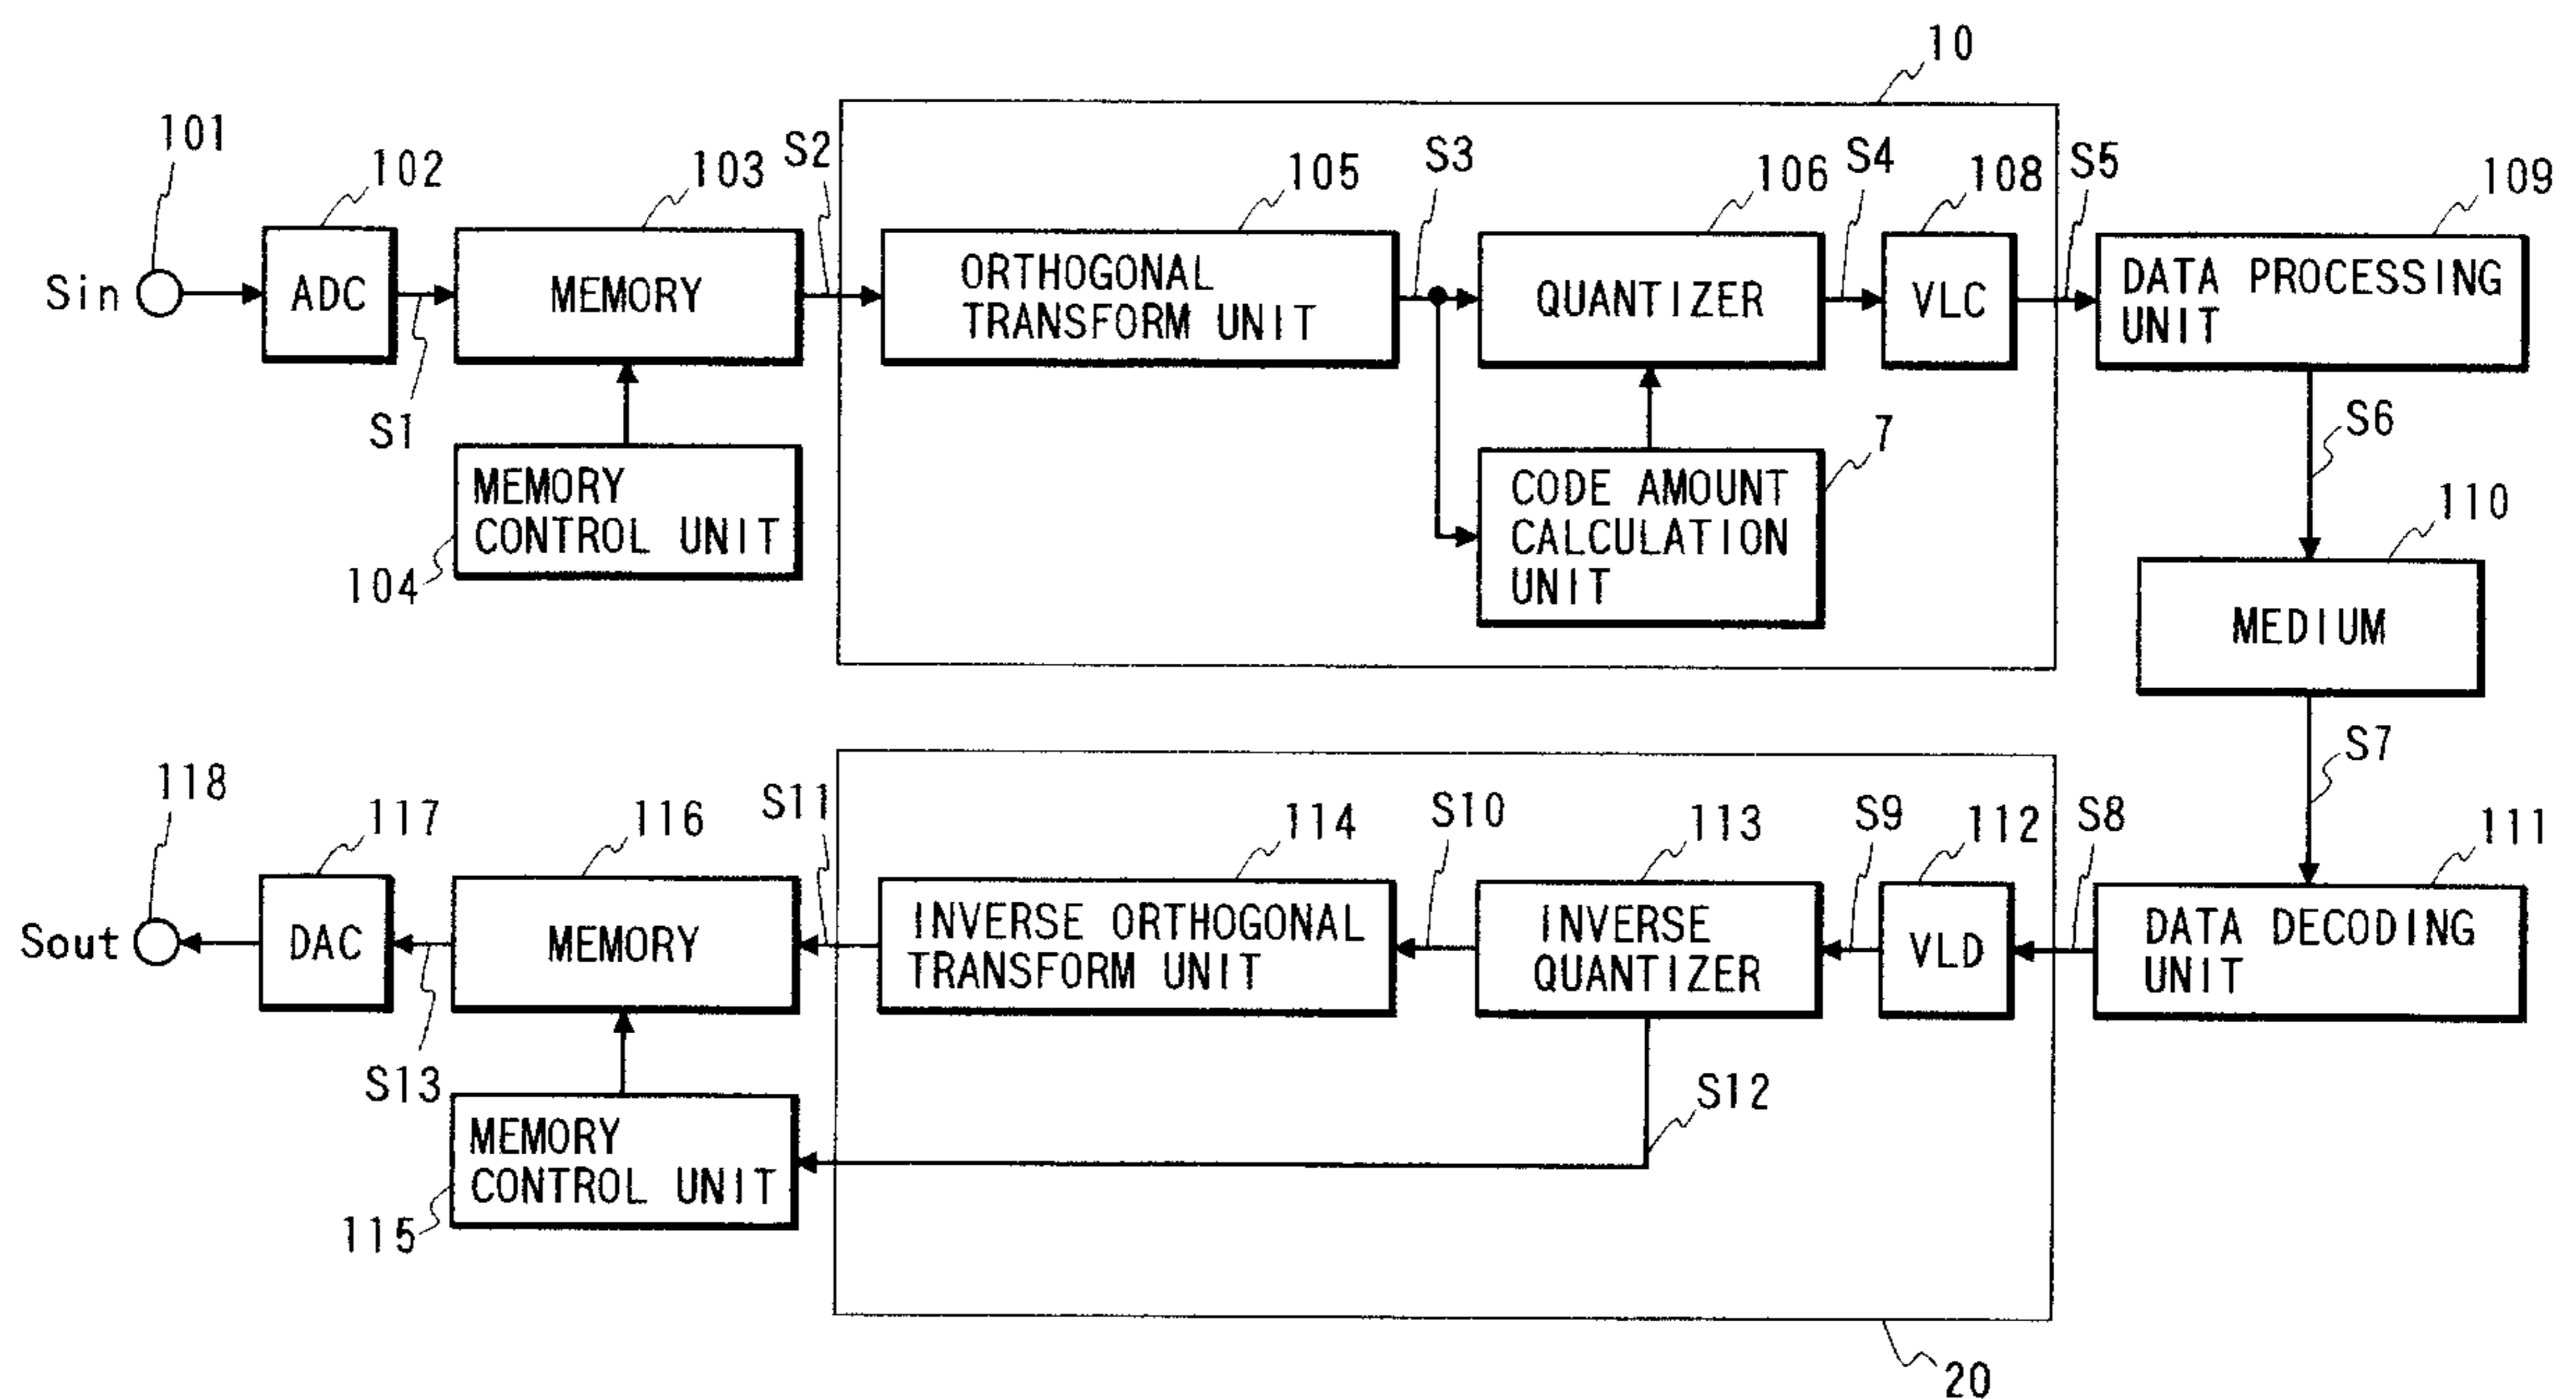 10
101
102
103
S2
105
S3
106
S4
108
S5
109
Sin
ADC
MEMORY
ORTHOGONAL
TRANSFORM UNIT
QUANTIZER
VLC
DATA PROCESSING
UNIT
S1
MEMORY
CONTROL UNIT
104
7
CODE AMOUNT
CALCULATION
UNIT
S6
110
MEDIUM
S7
118
117
116
S11
114
S10
113
S9
112
S8
111
Sout
DAC
MEMORY
INVERSE ORTHOGONAL
TRANSFORM UNIT
INVERSE
QUANTIZER
VLD
DATA DECODING
UNIT
S13
MEMORY
CONTROL UNIT
115
S12
20